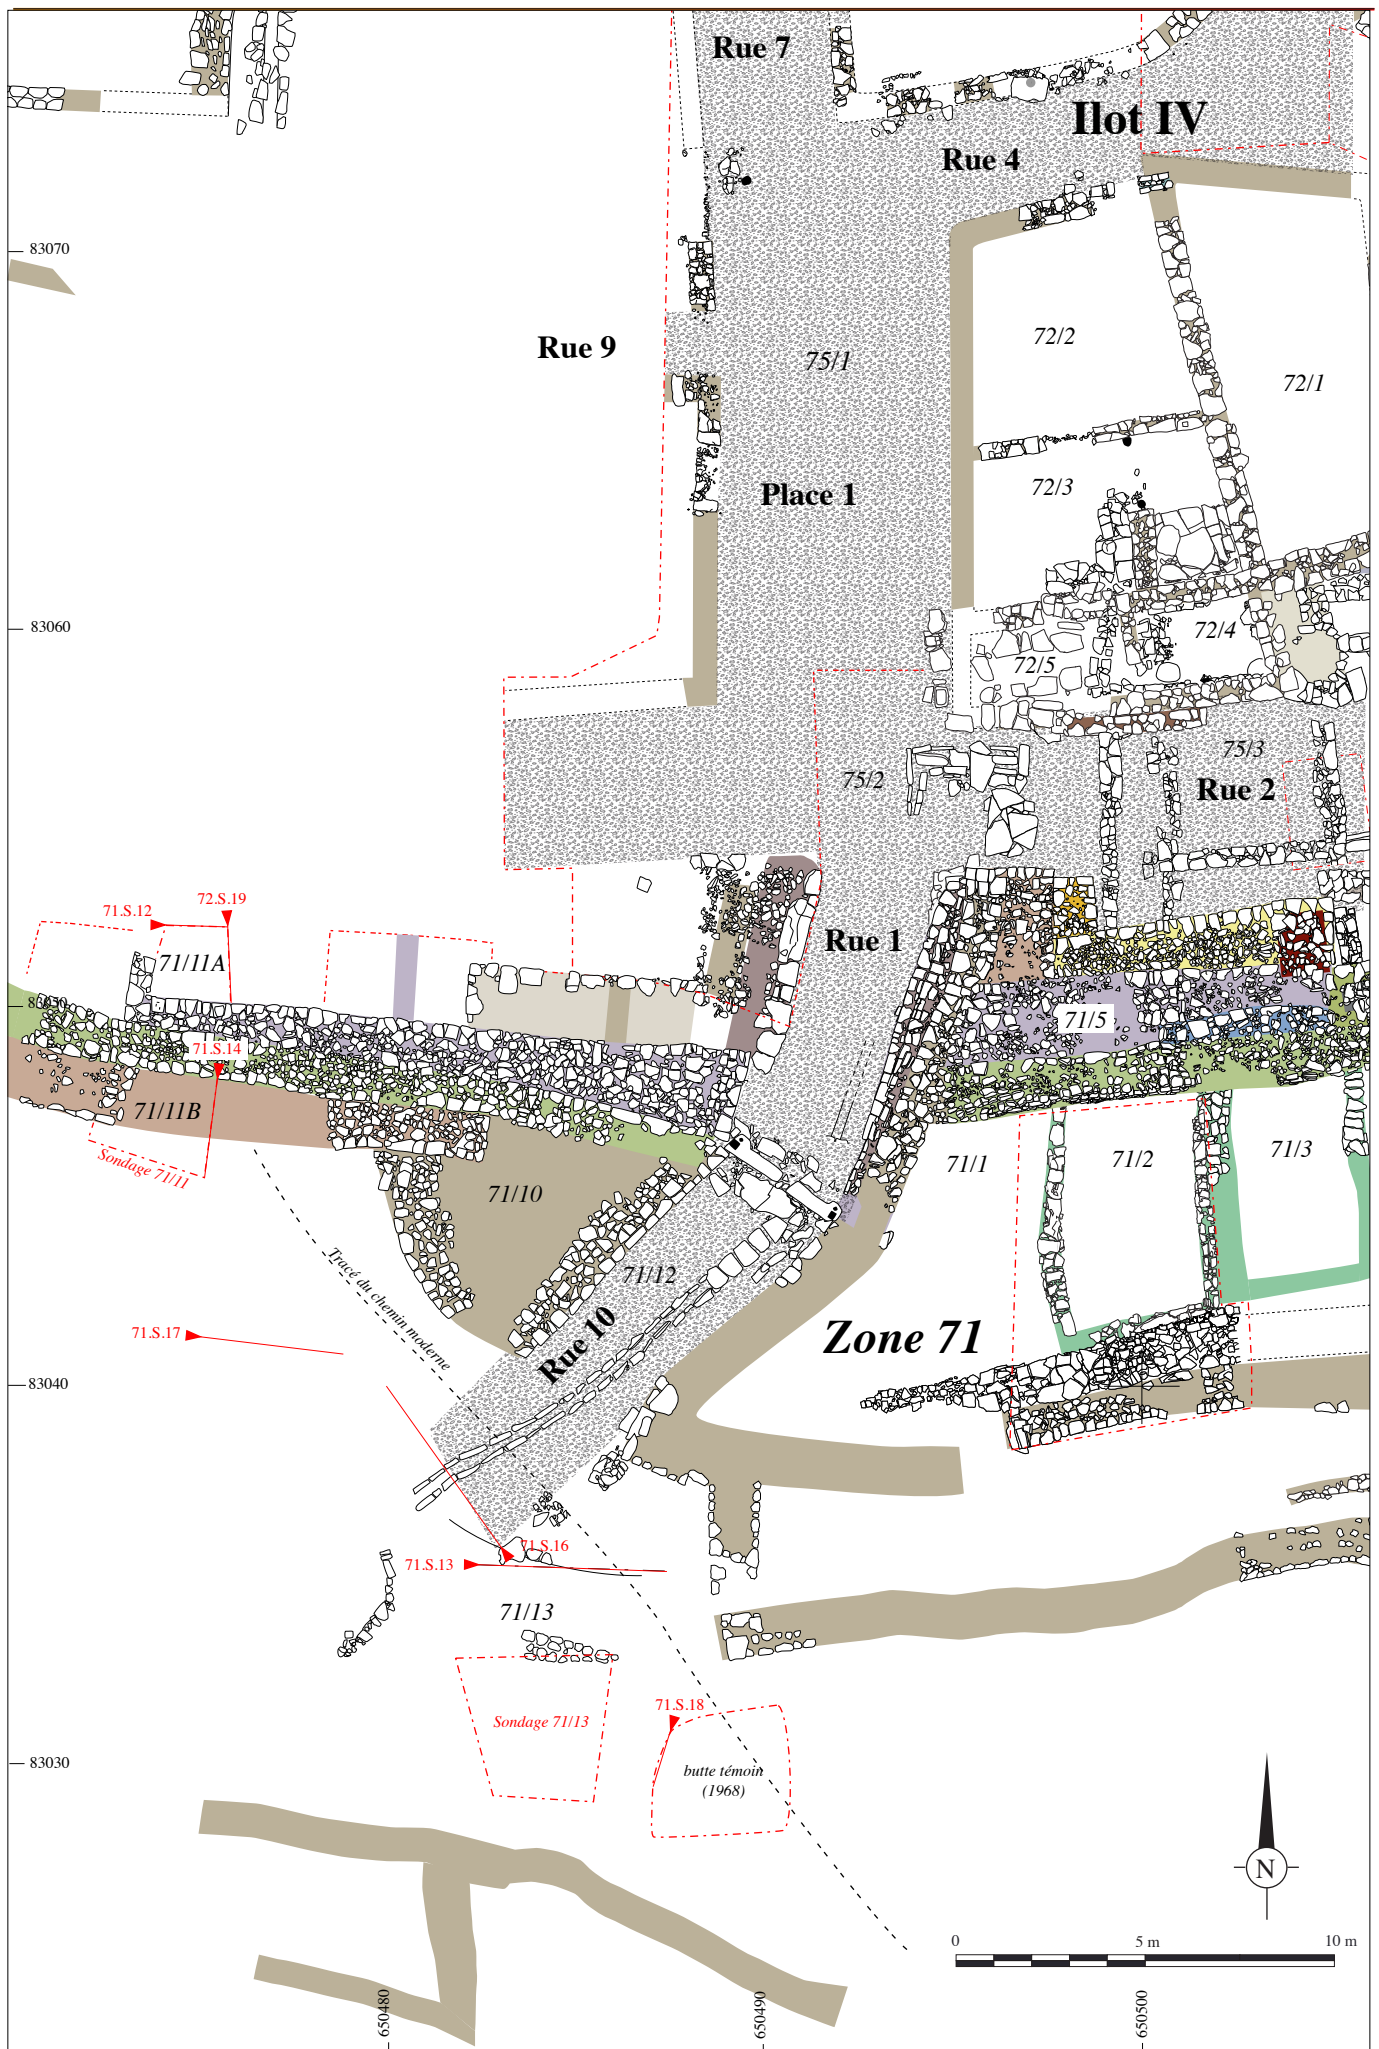 Rue 7
Ilot IV
Rue 4
83070
72/2
Rue 9
75/1
72/1
72/3
Place 1
83060
72/4
72/5
75/3
75/2
Rue 2
72.S.19
71.S.12
Rue 1
71/11A
83050
71/5
71.S.14
71/11B
71/1
71/2
71/3
Sondage 71/11
71/10
71/12
Tracé du chemin moderne
71.S.17
Rue 10
Zone 71
83040
71.S.16
71.S.13
71/13
71.S.18
Sondage 71/13
83030
butte témoin
(1968)
N
0 5 m 10 m
650480
650490
650500